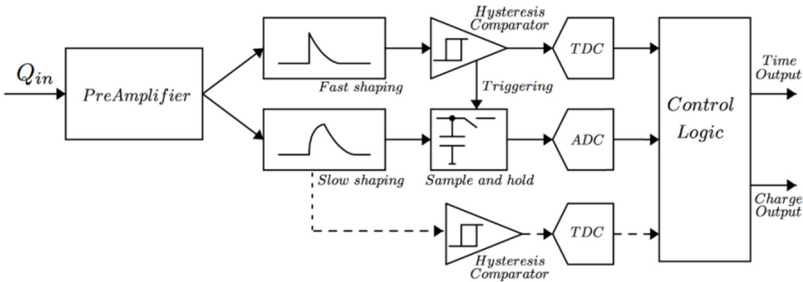 Hysteresis
Comparator
TDC
Fast shaping
Triggering
Time
Output
Qin
PreAmplifier
Control
Logic
ADC
Slow shaping
Sample and hold
Charge
Output
TDC
Hysteresis
Comparator